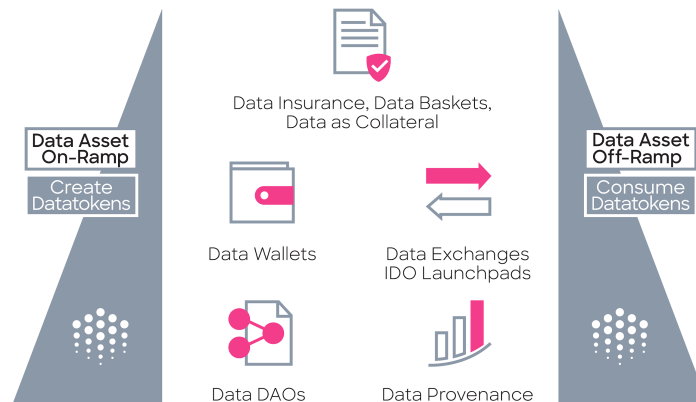 Data Insurance, Data Baskets,
Data as Collateral
Data Asset
On-Ramp
Create
Datatokens
Data Asset
Off-Ramp
Consume
Datatokens
Data Wallets
Data Exchanges
IDO Launchpads
Data DAOs
Data Provenance